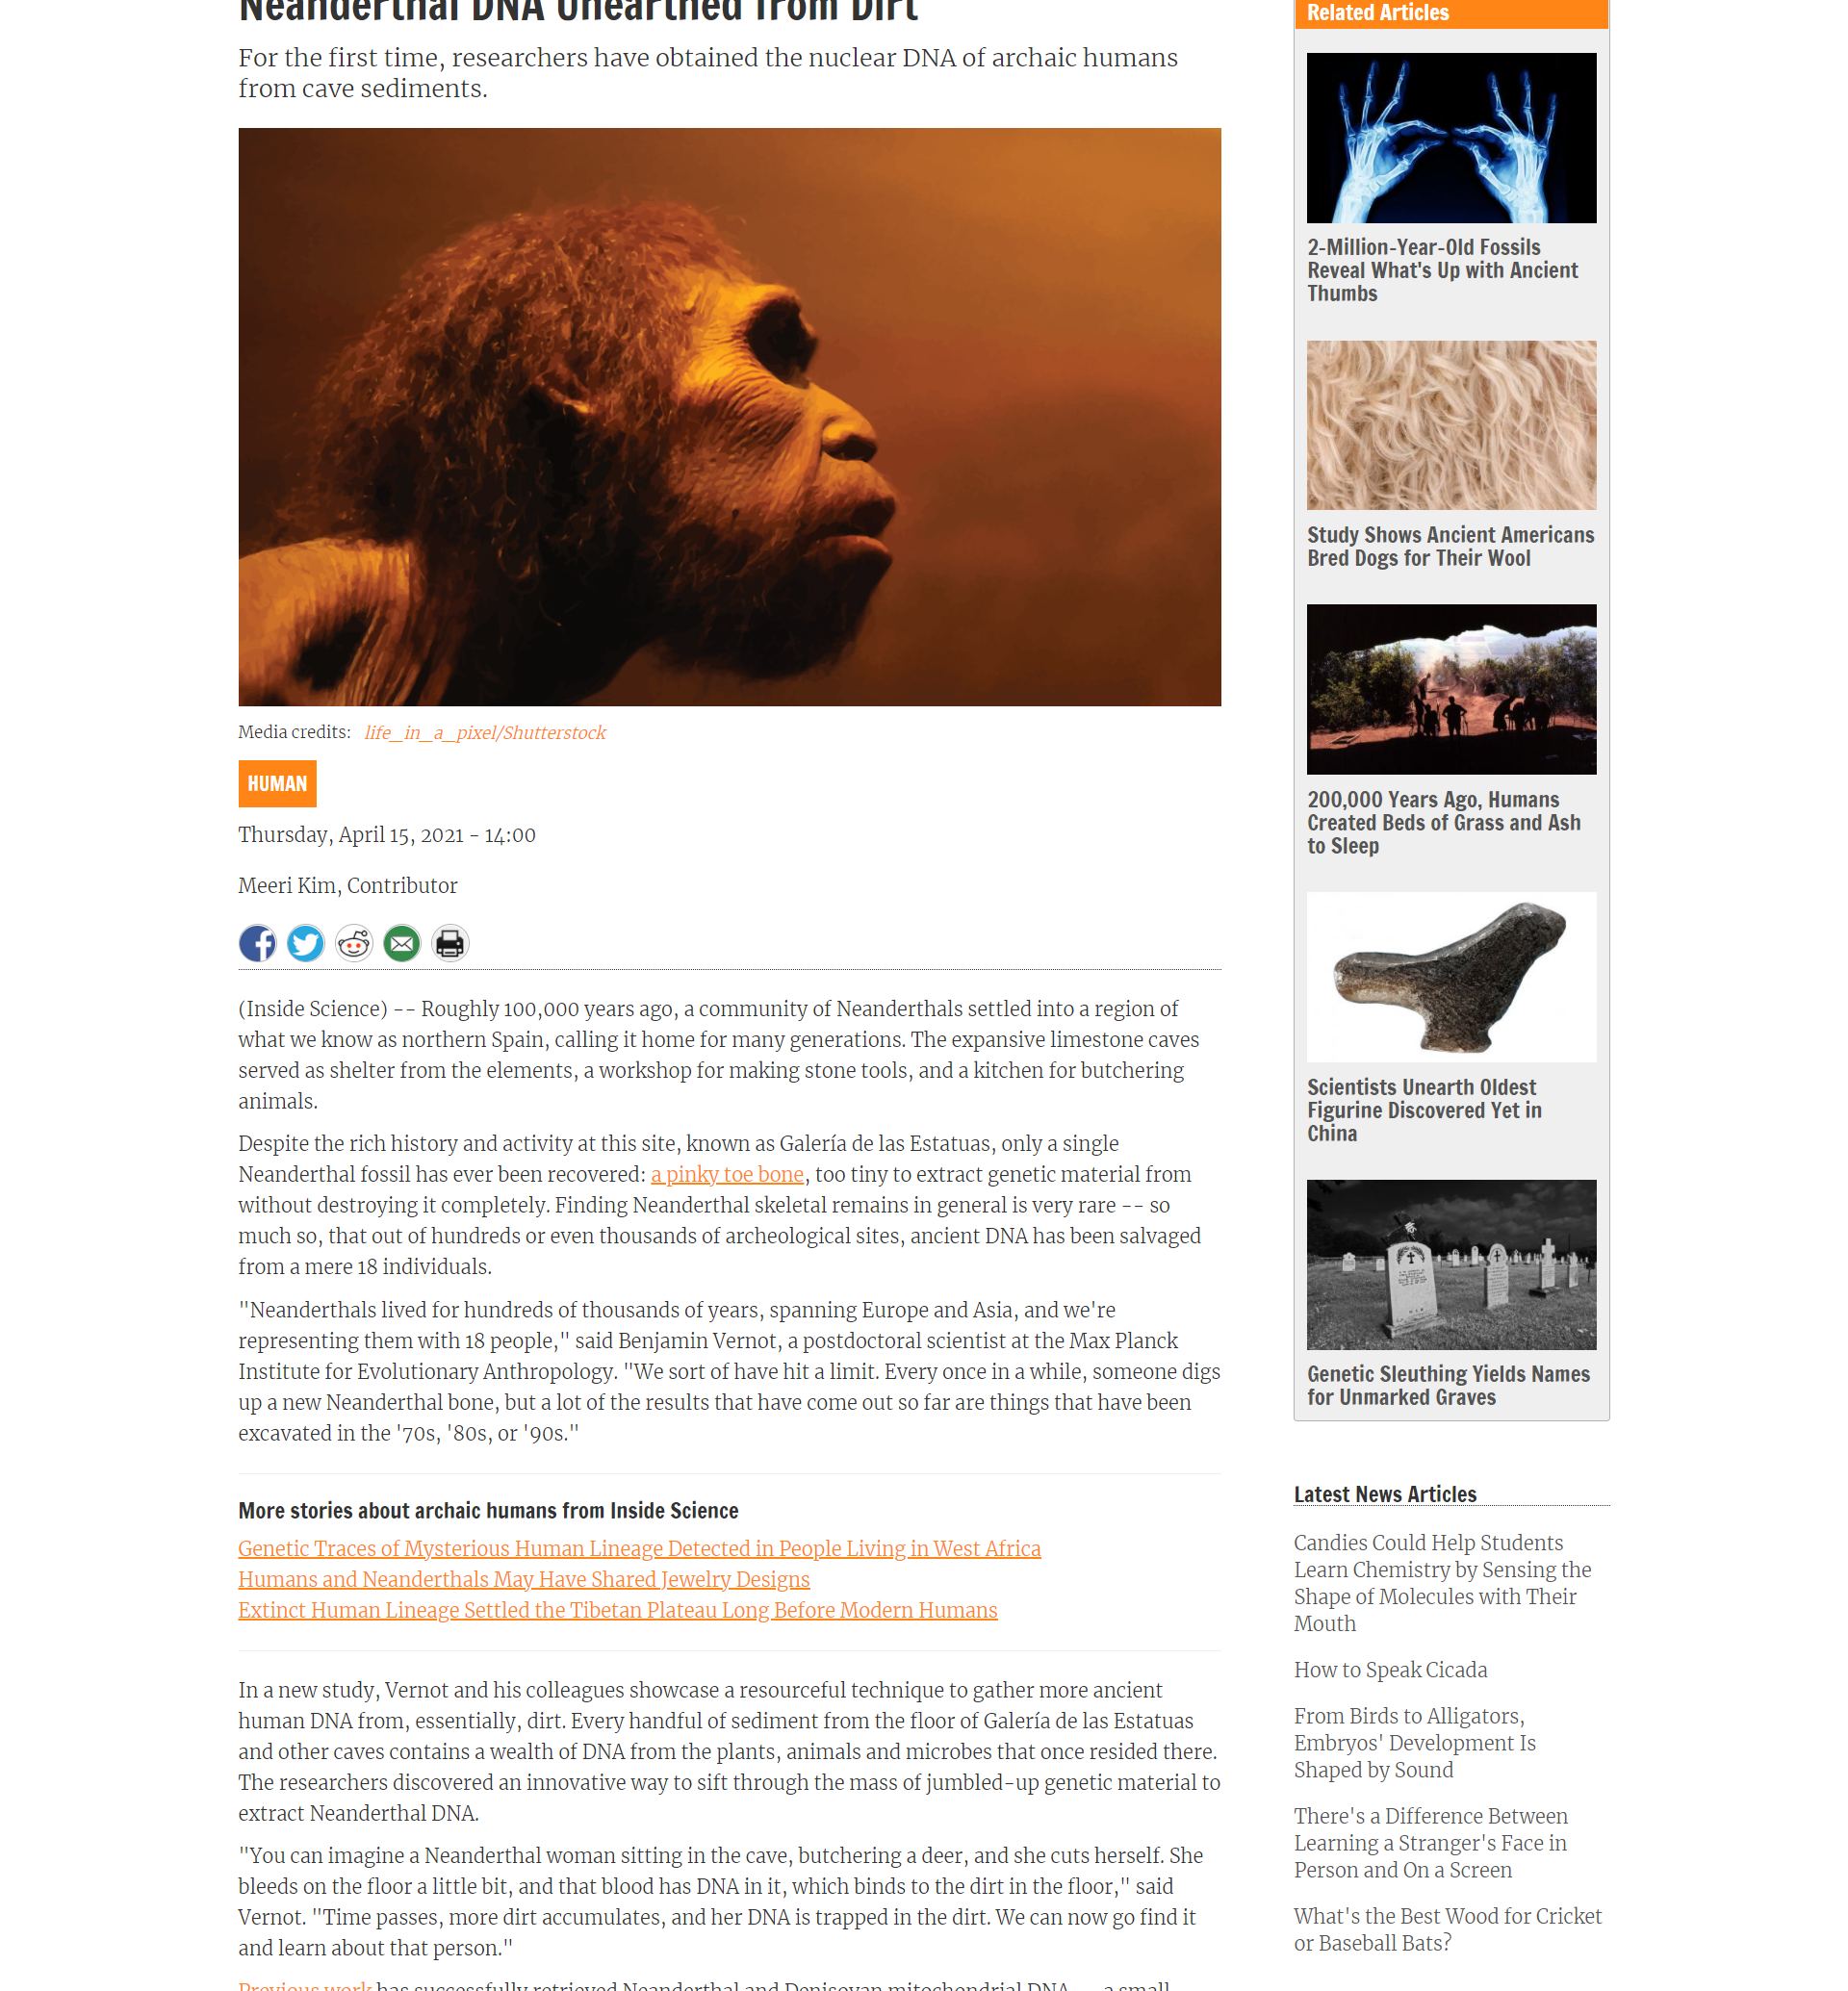 Neanderthal DNA Unearthed from Dirt
For the first time, researchers have obtained the nuclear DNA of archaic humans
from cave sediments.
Media credits: life_in_a_pixel/Shutterstock
HUMAN
Thursday, April 15, 2021 - 14:00
Meeri Kim, Contributor
(Inside Science) -- Roughly 100,000 years ago, a community of Neanderthals settled into a region of
what we know as northern Spain, calling it home for many generations. The expansive limestone caves
served as shelter from the elements, a workshop for making stone tools, and a kitchen for butchering
animals.
Despite the rich history and activity at this site, known as Galería de las Estatuas, only a single
Neanderthal fossil has ever been recovered: a pinky toe bone, too tiny to extract genetic material from
without destroying it completely. Finding Neanderthal skeletal remains in general is very rare -- so
much so, that out of hundreds or even thousands of archeological sites, ancient DNA has been salvaged
from a mere 18 individuals.
"Neanderthals lived for hundreds of thousands of years, spanning Europe and Asia, and we're
representing them with 18 people," said Benjamin Vernot, a postdoctoral scientist at the Max Planck
Institute for Evolutionary Anthropology. "We sort of have hit a limit. Every once in a while, someone digs
up a new Neanderthal bone, but a lot of the results that have come out so far are things that have been
excavated in the '70s, '80s, or '90s."
More stories about archaic humans from Inside Science
Genetic Traces of Mysterious Human Lineage Detected in People Living in West Africa
Humans and Neanderthals May Have Shared Jewelry Designs
Extinct Human Lineage Settled the Tibetan Plateau Long Before Modern Humans
In a new study, Vernot and his colleagues showcase a resourceful technique to gather more ancient
human DNA from, essentially, dirt. Every handful of sediment from the floor of Galería de las Estatuas
and other caves contains a wealth of DNA from the plants, animals and microbes that once resided there.
The researchers discovered an innovative way to sift through the mass of jumbled-up genetic material to
extract Neanderthal DNA.
"You can imagine a Neanderthal woman sitting in the cave, butchering a deer, and she cuts herself. She
bleeds on the floor a little bit, and that blood has DNA in it, which binds to the dirt in the floor," said
Vernot. "Time passes, more dirt accumulates, and her DNA is trapped in the dirt. We can now go find it
and learn about that person."
Previous work has successfully retrieved Neanderthal and Denisovan mitochondrial DNA -- a small
Related Articles
2-Million-Year-Old Fossils
Reveal What's Up with Ancient
Thumbs
Study Shows Ancient Americans
Bred Dogs for Their Wool
200,000 Years Ago, Humans
Created Beds of Grass and Ash
to Sleep
Scientists Unearth Oldest
Figurine Discovered Yet in
China
Genetic Sleuthing Yields Names
for Unmarked Graves
Latest News Articles
Candies Could Help Students
Learn Chemistry by Sensing the
Shape of Molecules with Their
Mouth
How to Speak Cicada
From Birds to Alligators,
Embryos' Development Is
Shaped by Sound
There's a Difference Between
Learning a Stranger's Face in
Person and On a Screen
What's the Best Wood for Cricket
or Baseball Bats?